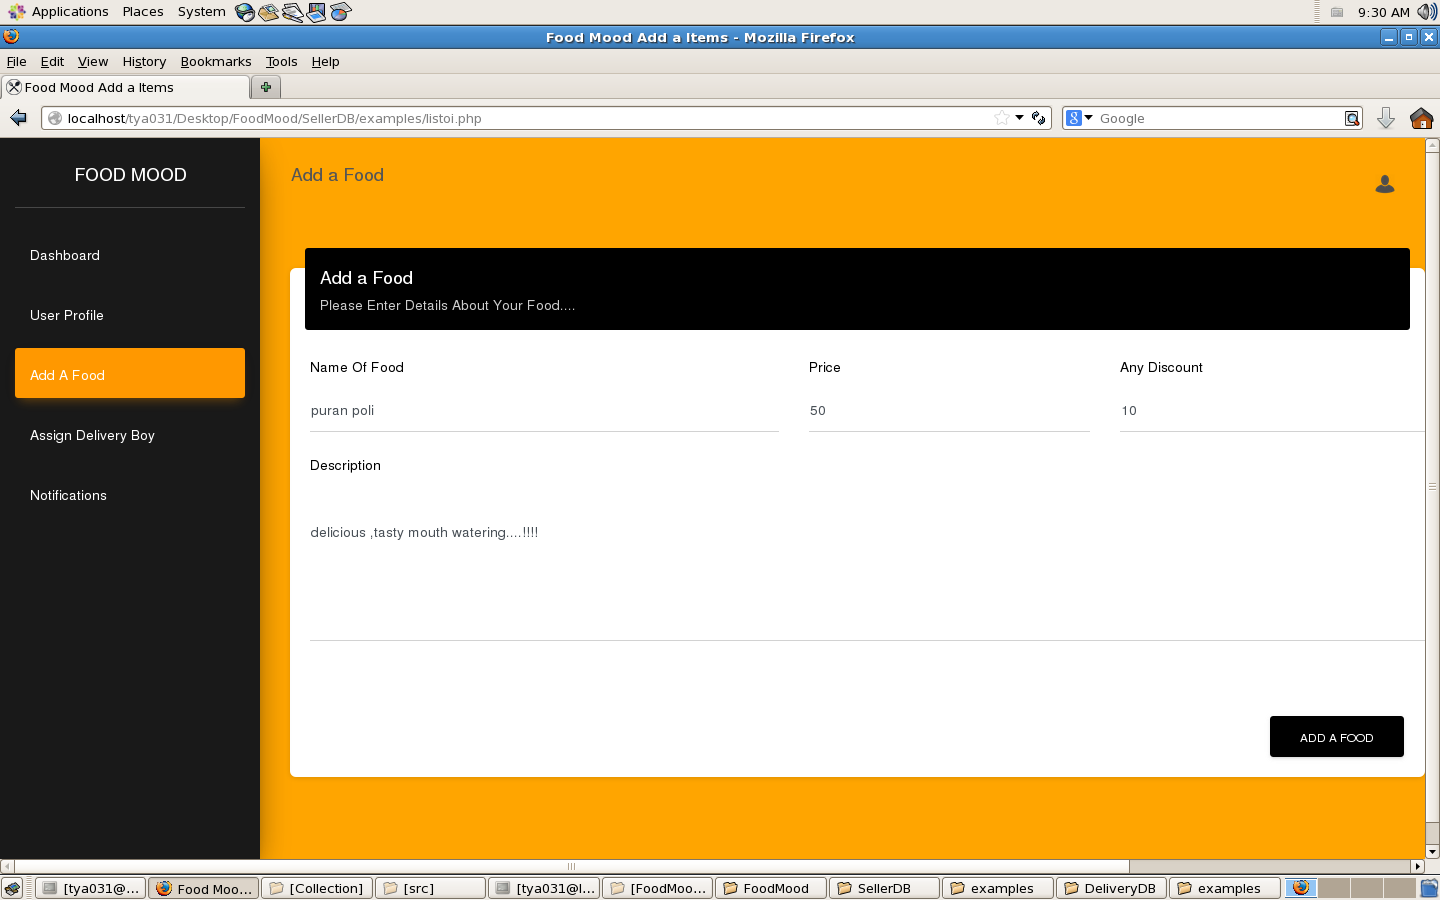 Applications Places System 9:30 AM
Food Mood Add a Items - Mozilla Firefox
File Edit View History Bookmarks Tools Help
Food Mood Add a Items
localhost/tya031/Desktop/FoodMood/SellerDB/examples/listoi.php Google
FOOD MOOD
Dashboard
User Profile
Add A Food
Assign Delivery Boy
Notifications
Add a Food
Add a Food
Please Enter Details About Your Food....
Name Of Food Price Any Discount
puran poli 50 10
Description
delicious ,tasty mouth watering....!!!!
ADD A FOOD
[tya031@... Food Moo... [Collection] [src] [tya031@l... [FoodMoo... FoodMood SellerDB examples DeliveryDB examples